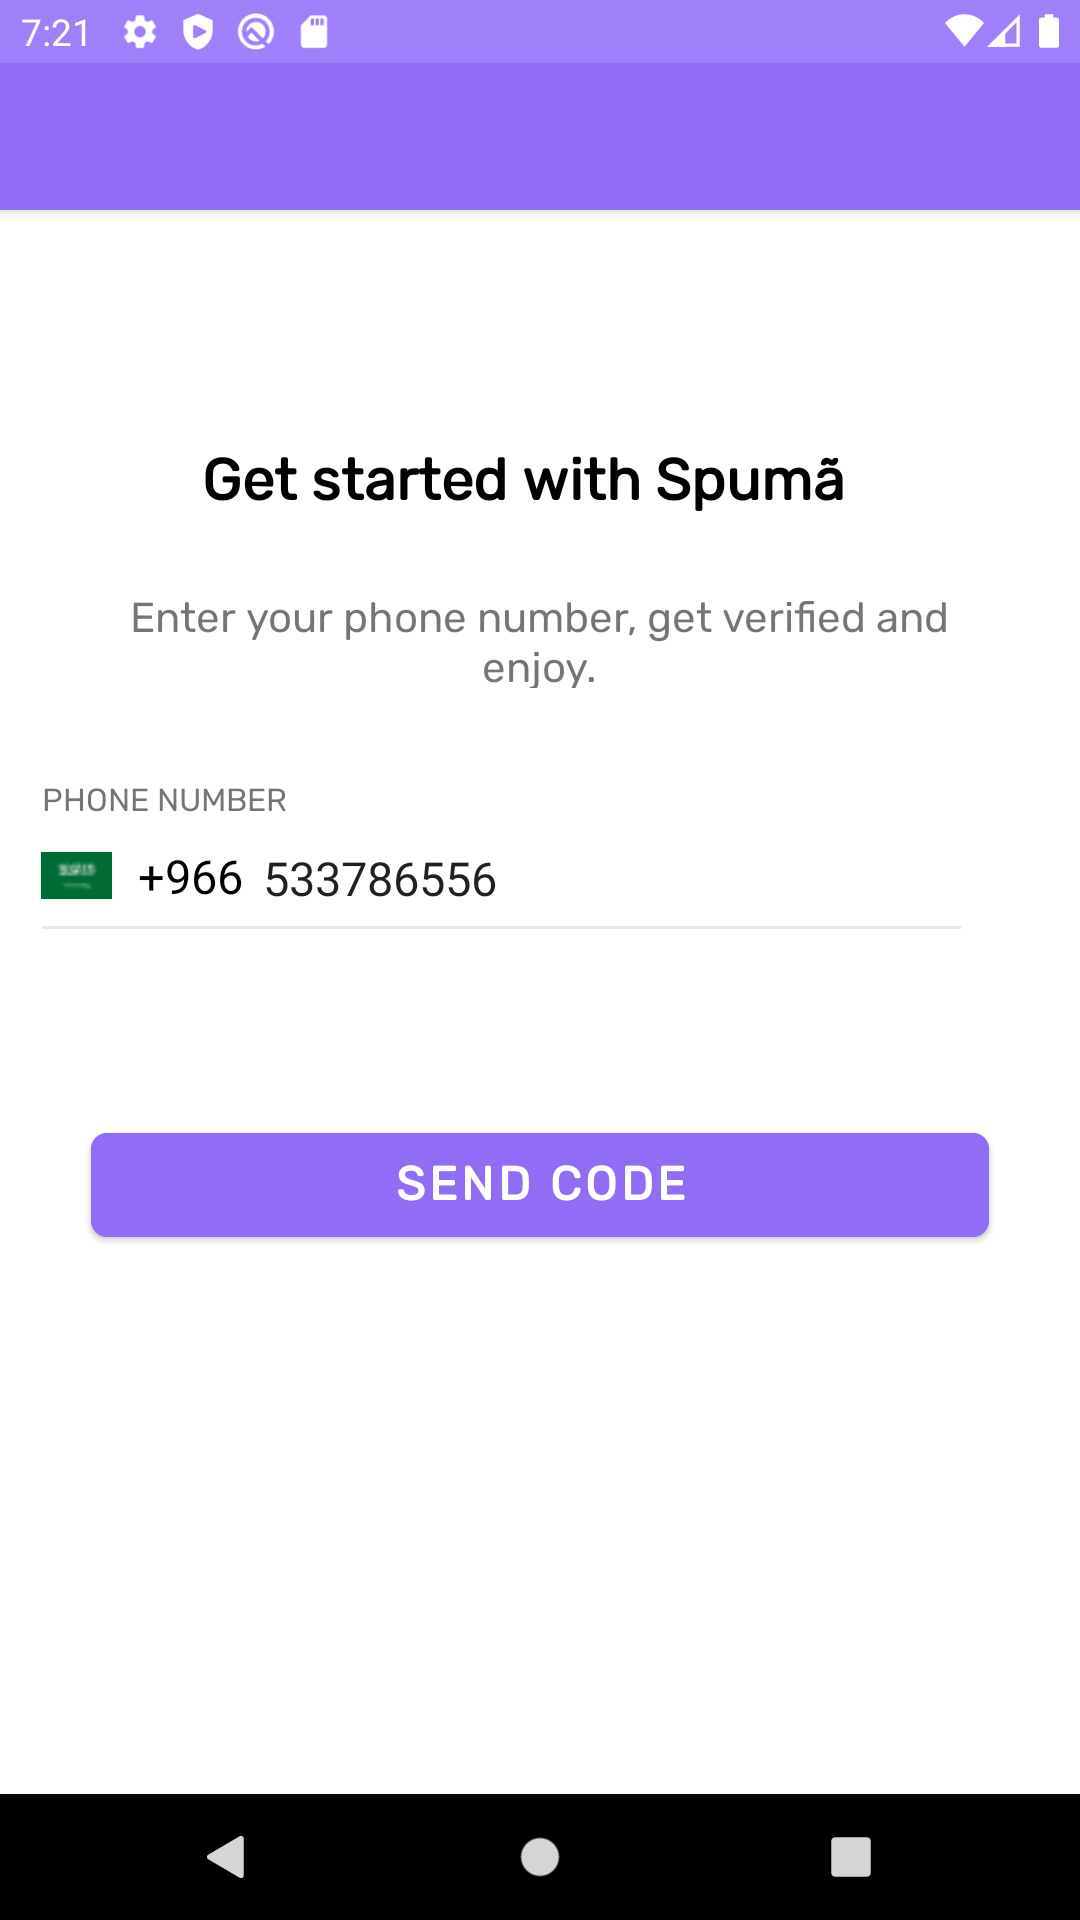 7:21
Get started with Spumã
Enter your phone number, get verified and
enjoy.
PHONE NUMBER
+966 533786556
SEND CODE